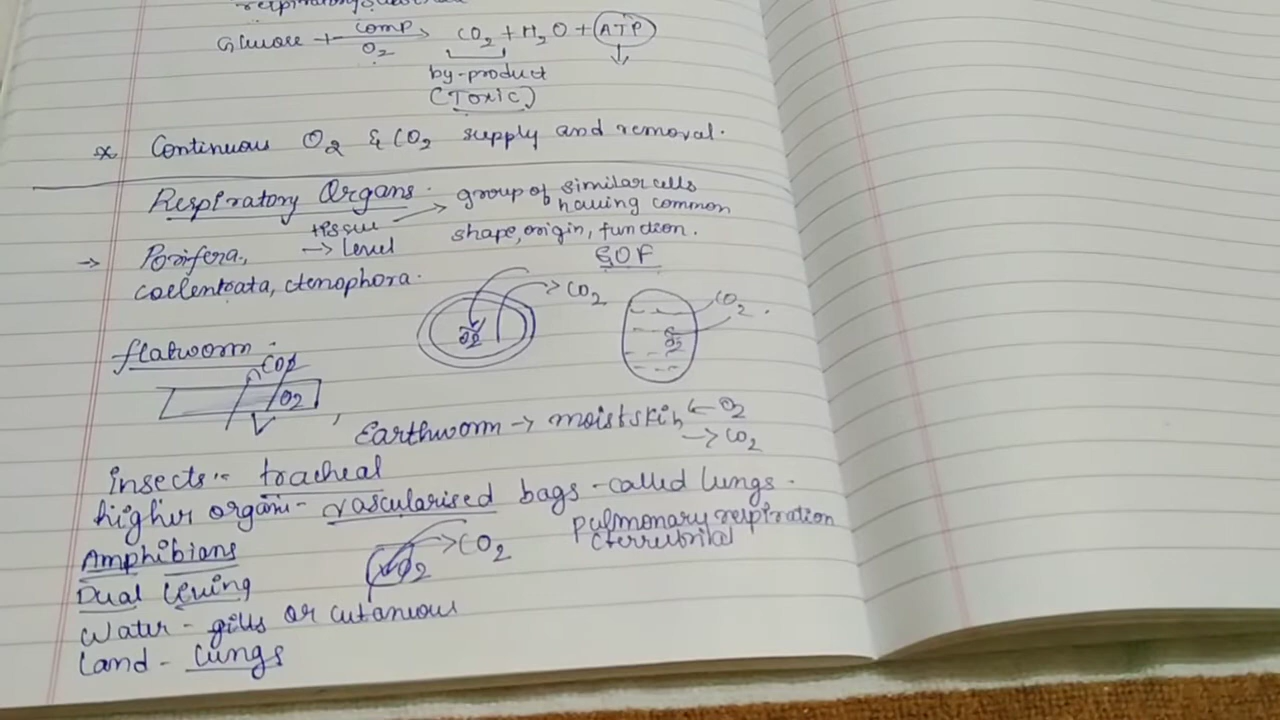 Glucose + comp → CO2 + H2O + ATP
O2
by-product
(Toxic)
* Continuous O2 & CO2 supply and removal.
Respiratory Organs. → group of similar cells
having common
tissue
→ Porifera, → level shape, origin, function.
SOF
coelentrata, ctenophora.
O2 → CO2
O2 CO2.
flatworm.
CO2
O2
Earthworm → moist skin ← O2
→ CO2
insects :- tracheal
higher organi- vascularised bags - called lungs.
pulmonary respiration
Amphibians O2 → CO2
Dual living
Water - gills or cutaneous
Land - lungs